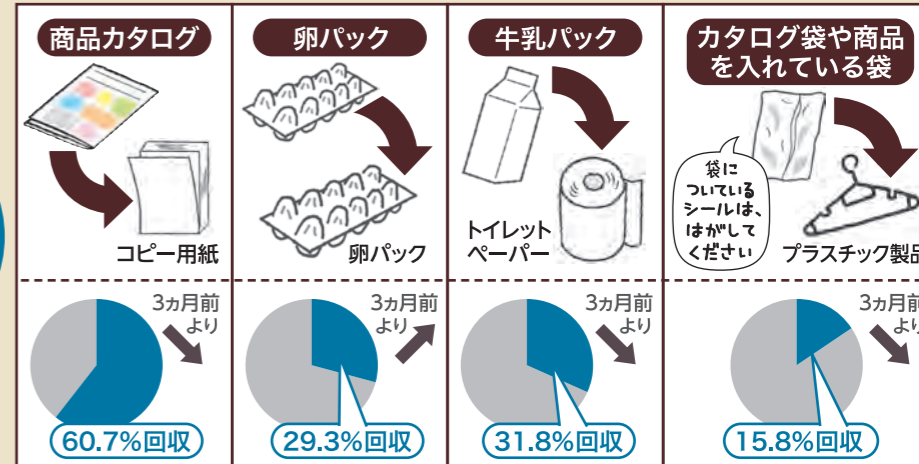 商品カタログ
コピー用紙
3ヵ月前
より
60.7%回収
卵パック
卵パック
3ヵ月前
より
29.3%回収
牛乳パック
トイレット
ペーパー
3ヵ月前
より
31.8%回収
カタログ袋や商品
を入れている袋
袋に
ついている
シールは、
はがして
ください
プラスチック製品
3ヵ月前
より
15.8%回収